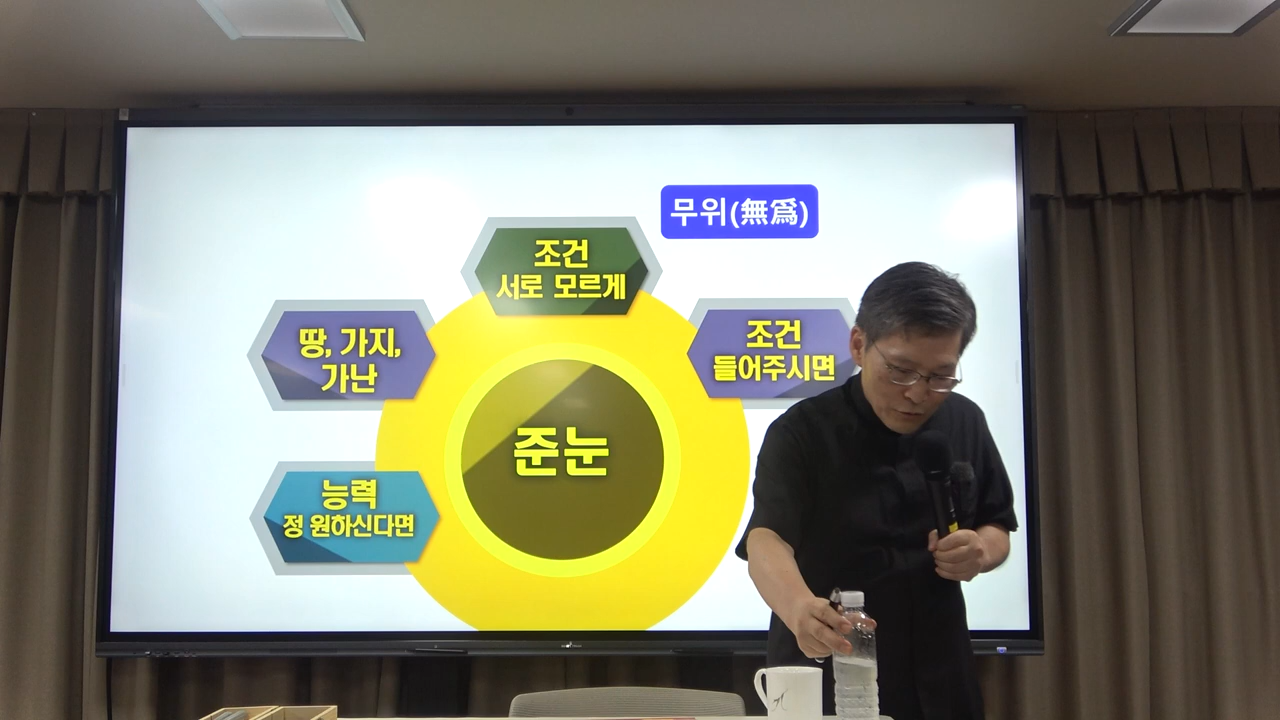 무위(無爲)
조건
서로 모르게
땅, 가지,
가난
조건
들어주시면
준눈
능력
정 원하신다면